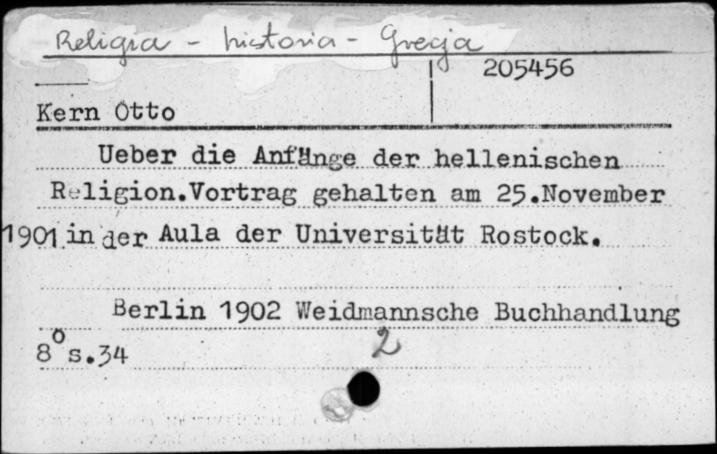 Religia - historia - Grecja
205456
Kern Otto
Ueber die Anfänge der hellenischen
Religion.Vortrag gehalten am 25.November
1901 in der Aula der Universität Rostock.
Berlin 1902 Weidmannsche Buchhandlung
8° s.34
2